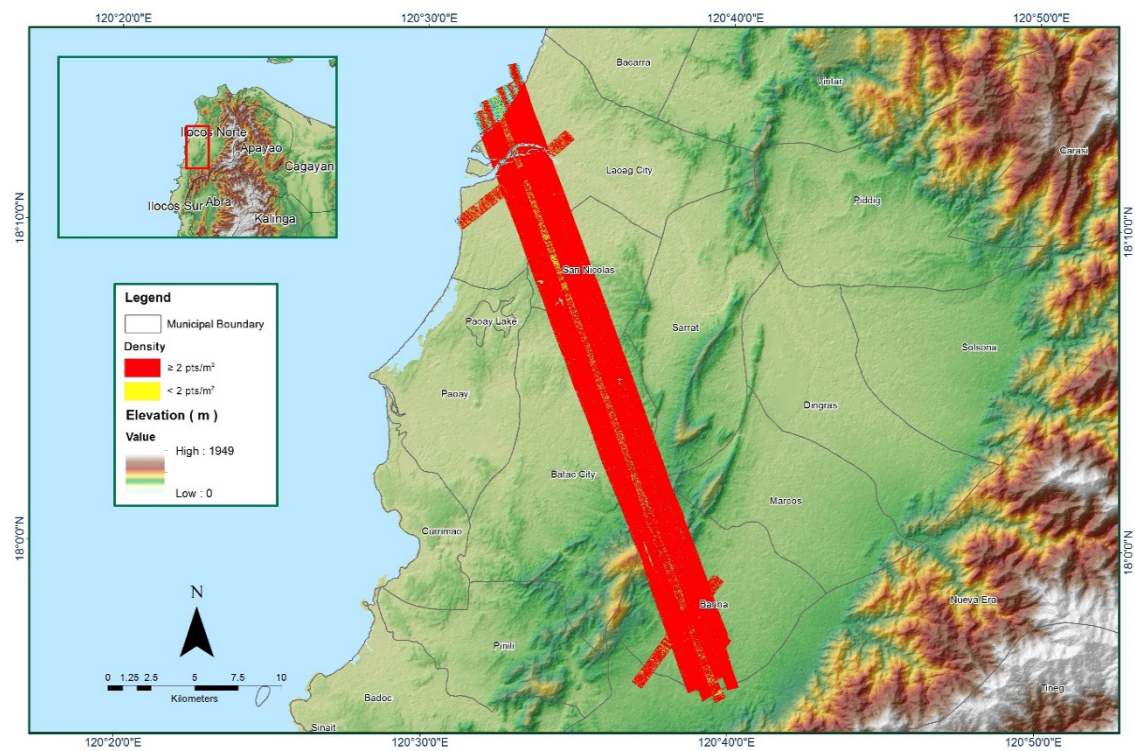 120°20'0"E
120°30'0"E
120°40'0"E
120°50'0"E
Bacarra
Vintar
Carasi
Ilocos Norte
Apayao
Cagayan
Ilocos Sur
Abra
Kalinga
Laoag City
Piddig
18°10'0"N
18°10'0"N
San Nicolas
Legend
Municipal Boundary
Density
≥ 2 pts/m²
< 2 pts/m²
Elevation ( m )
Value
High : 1949
Low : 0
Paoay Lake
Sarrat
Solsona
Paoay
Dingras
Batac City
Marcos
Currimao
18°0'0"N
18°0'0"N
Banna
Nueva Era
N
Pinili
0 1.25 2.5 5 7.5 10
Kilometers
Badoc
Tineg
Sinait
120°20'0"E
120°30'0"E
120°40'0"E
120°50'0"E